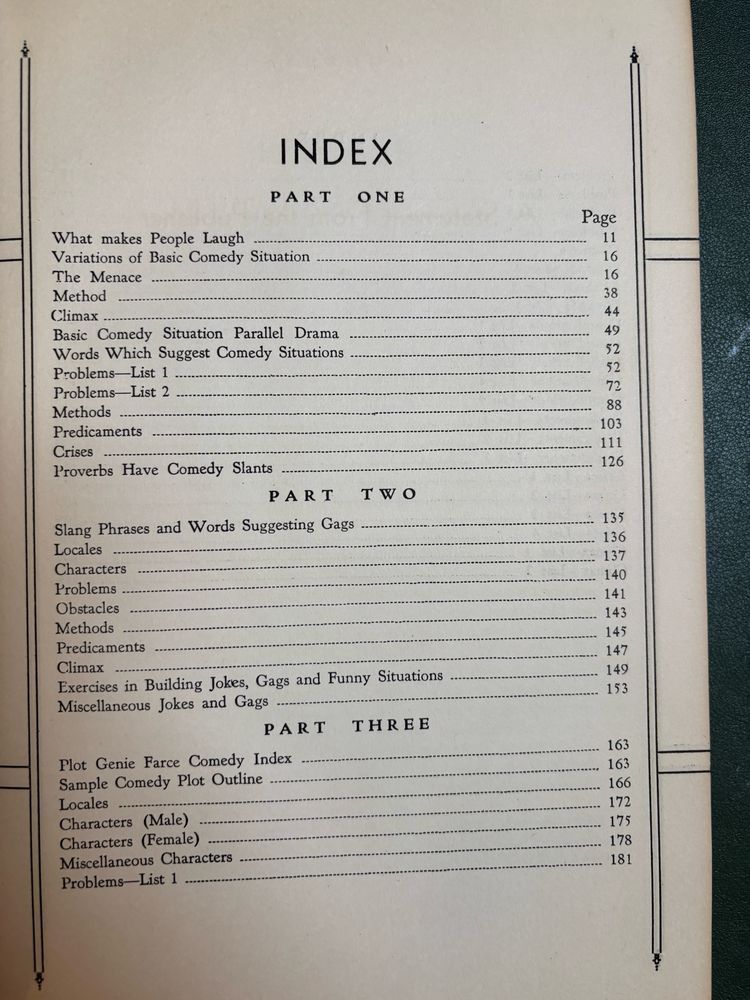 INDEX
PART ONE
Page
What makes People Laugh 11
Variations of Basic Comedy Situation 16
The Menace 16
Method 38
Climax 44
Basic Comedy Situation Parallel Drama 49
Words Which Suggest Comedy Situations 52
Problems—List 1 52
Problems—List 2 72
Methods 88
Predicaments 103
Crises 111
Proverbs Have Comedy Slants 126
PART TWO
Slang Phrases and Words Suggesting Gags 135
Locales 136
Characters 137
Problems 140
Obstacles 141
Methods 143
Predicaments 145
Climax 147
Exercises in Building Jokes, Gags and Funny Situations 149
Miscellaneous Jokes and Gags 153
PART THREE
Plot Genie Farce Comedy Index 163
Sample Comedy Plot Outline 163
Locales 166
Characters (Male) 172
Characters (Female) 175
Miscellaneous Characters 178
Problems—List 1 181